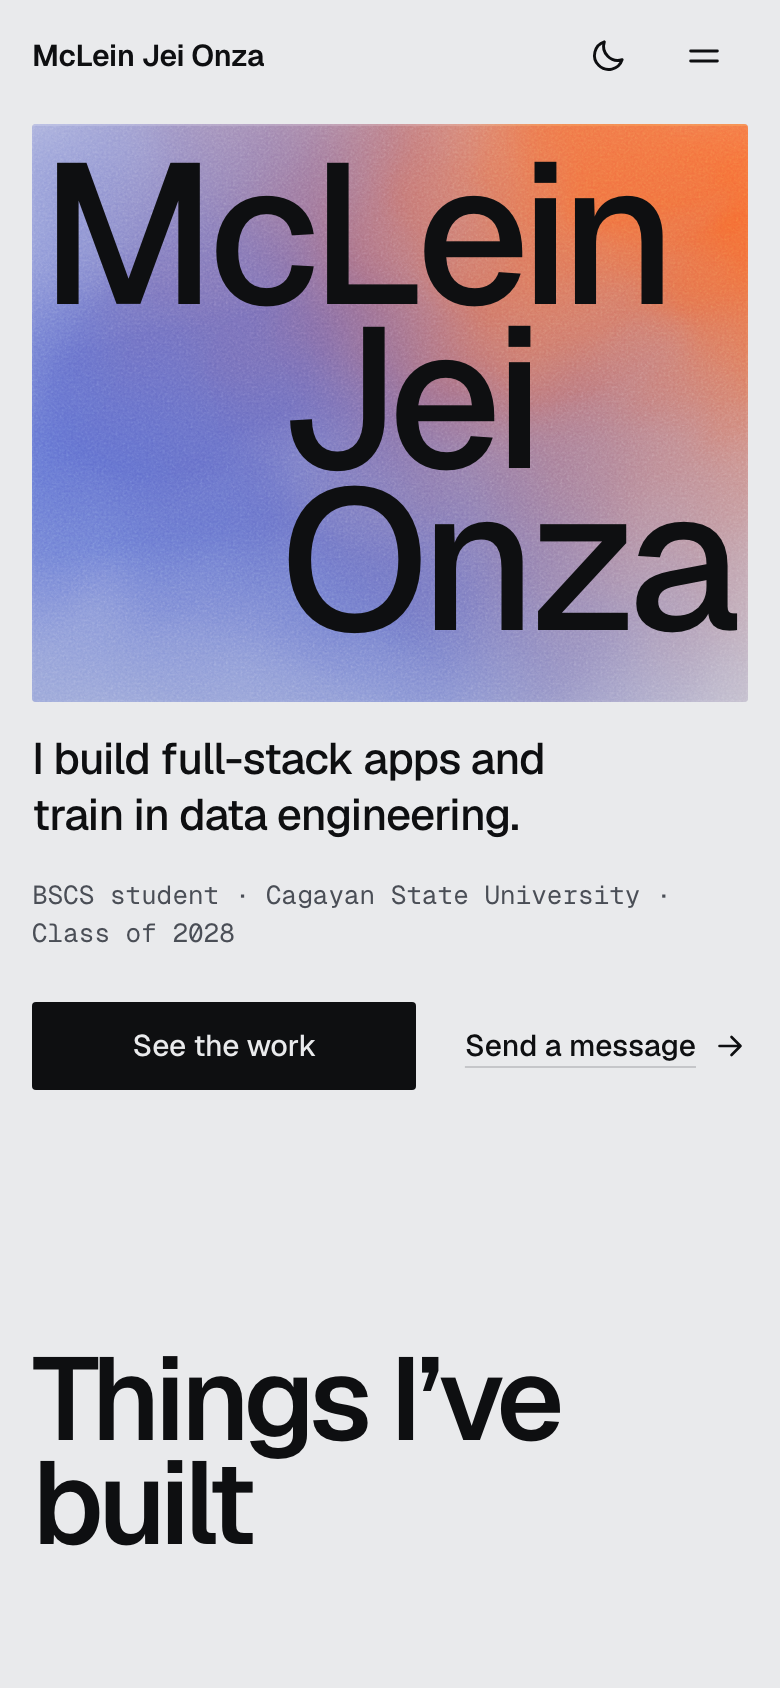 McLein Jei Onza
McLein
Jei
Onza
I build full-stack apps and
train in data engineering.
BSCS student · Cagayan State University ·
Class of 2028
See the work
Send a message →
Things I’ve
built